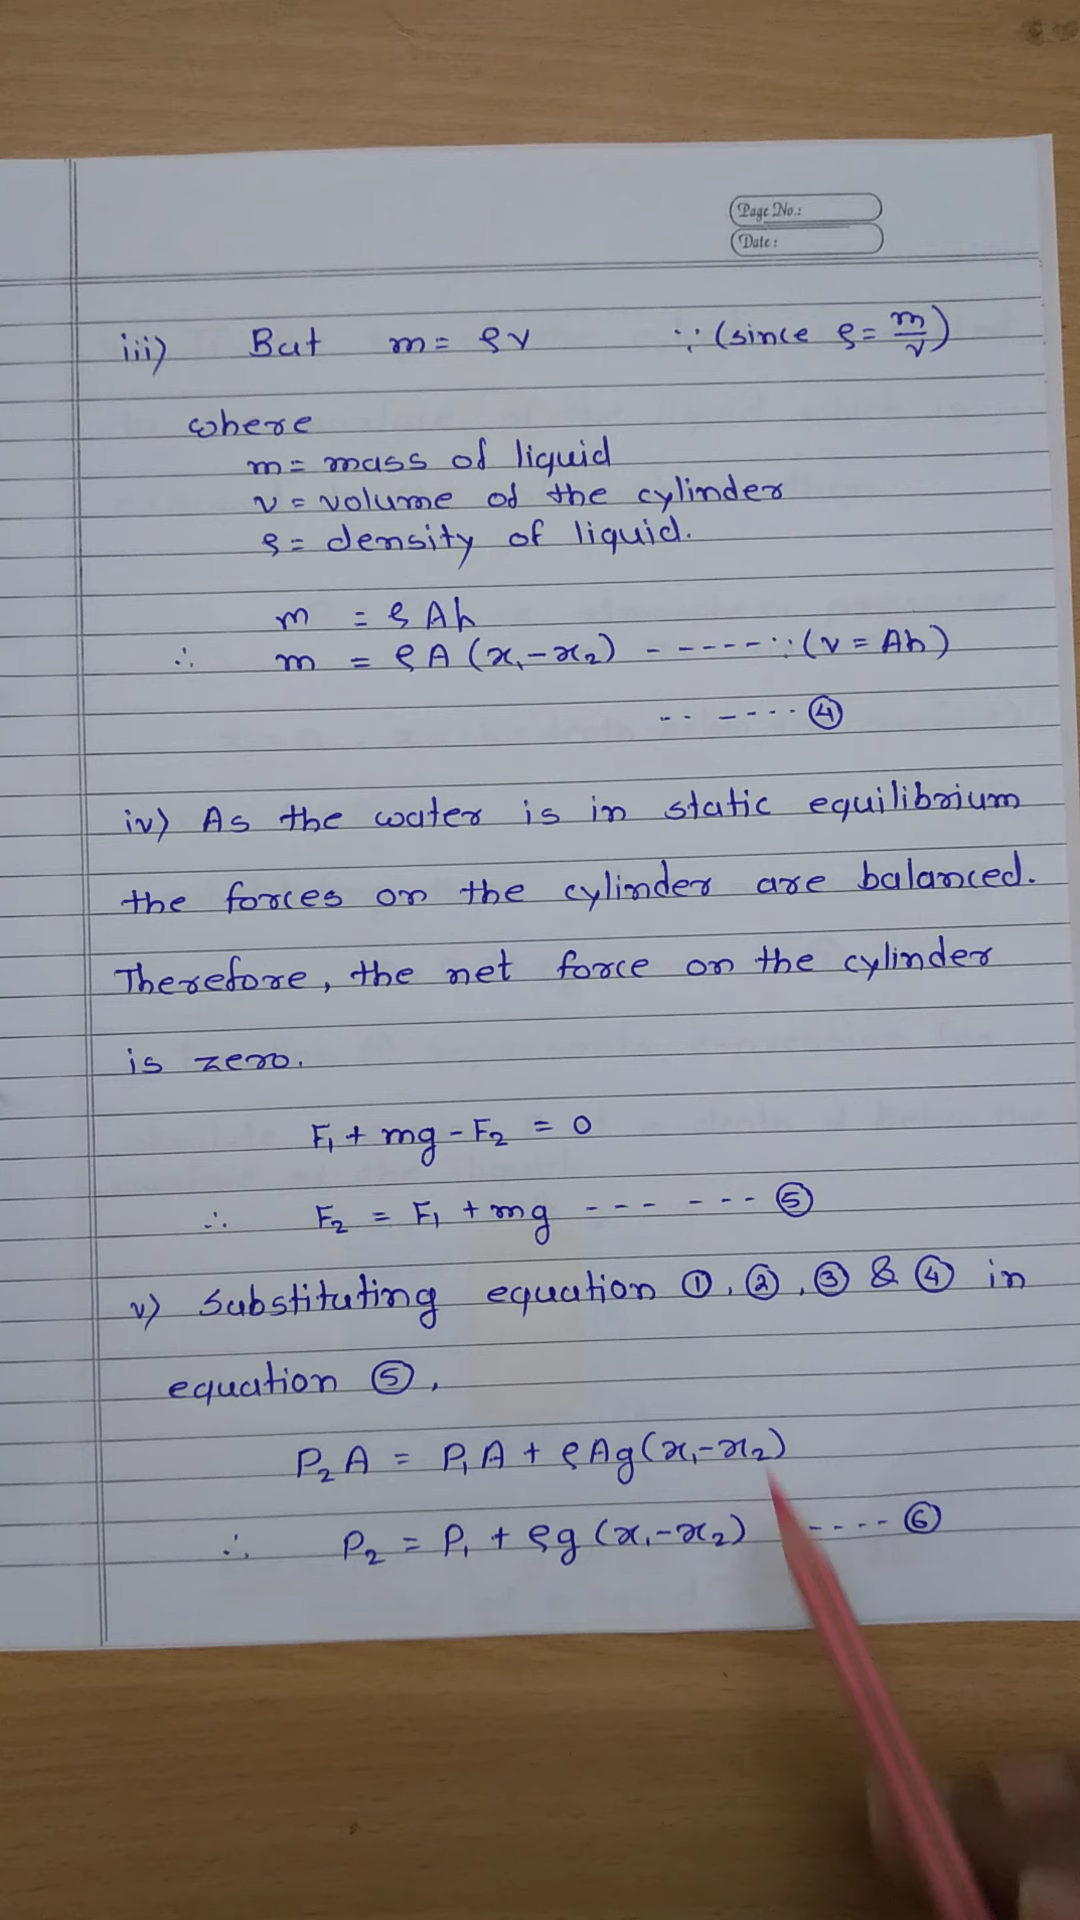 Page No.:
Date:
iii) But m = ρv ∵ (since ρ = m/v)
where
m = mass of liquid
v = volume of the cylinder
ρ = density of liquid.
m = ρAh
∴ m = ρA(x₁-x₂) ------ ∵ (v = Ah)
------- ④
iv) As the water is in static equilibrium
the forces on the cylinder are balanced.
Therefore, the net force on the cylinder
is zero.
F₁ + mg - F₂ = 0
∴ F₂ = F₁ + mg ------ ⑤
v) Substituting equation ①, ②, ③ & ④ in
equation ⑤,
P₂A = P₁A + ρAg(x₁-x₂)
∴ P₂ = P₁ + ρg(x₁-x₂) ---- ⑥